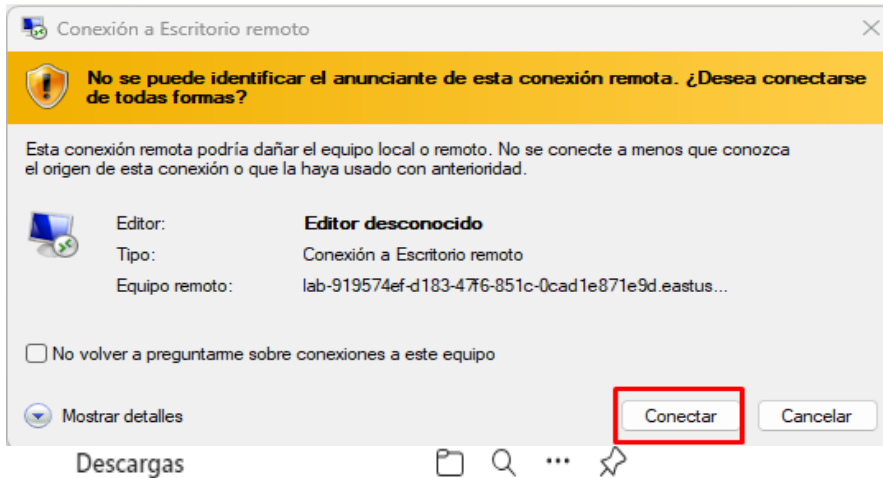 Conexión a Escritorio remoto
No se puede identificar el anunciante de esta conexión remota. ¿Desea conectarse
de todas formas?
Esta conexión remota podría dañar el equipo local o remoto. No se conecte a menos que conozca
el origen de esta conexión o que la haya usado con anterioridad.
Editor: Editor desconocido
Tipo: Conexión a Escritorio remoto
Equipo remoto: lab-919574ef-d183-47f6-851c-0cad1e871e9d.eastus...
No volver a preguntarme sobre conexiones a este equipo
Mostrar detalles Conectar Cancelar
Descargas